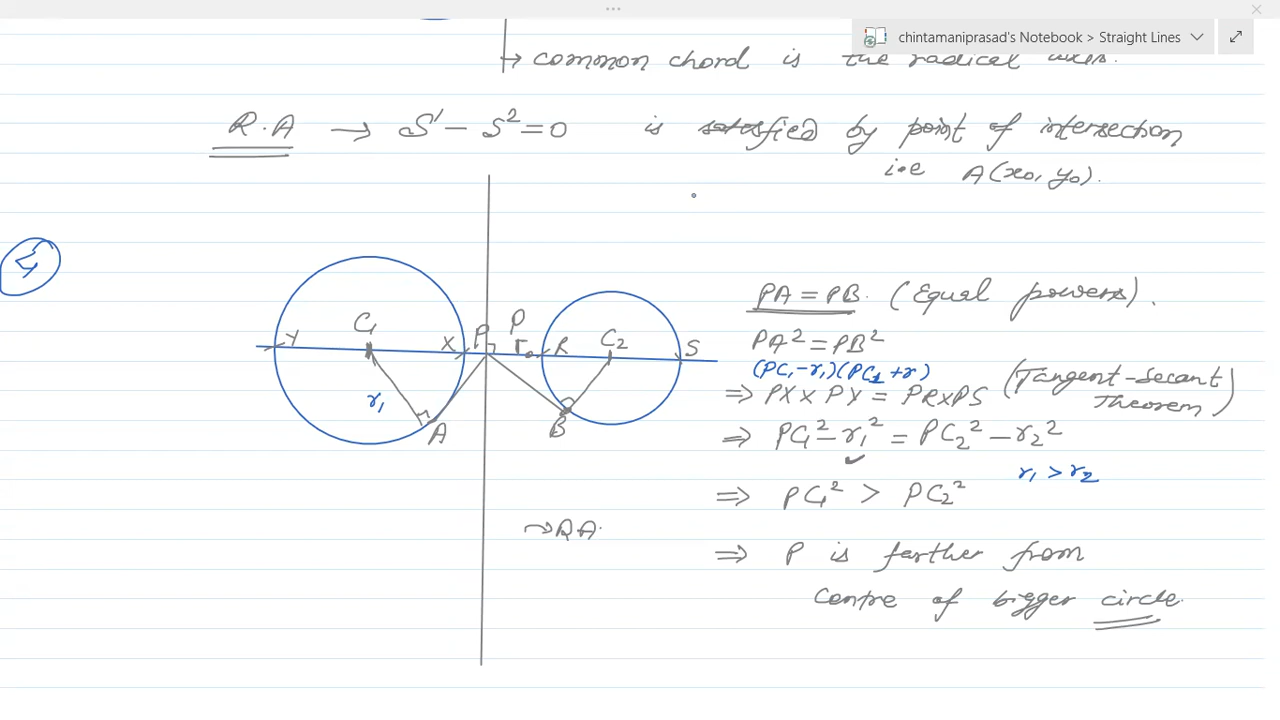 chintamaniprasad's Notebook > Straight Lines
↳ common chord is the radical axis.
R.A → S' - S² = 0 is satisfied by point of intersection
i.e A(x₀, y₀).
5
PA = PB. (Equal powers).
PA² = PB²
(PC₁-r₁)(PC₁+r)
⇒ PX × PY = PR×PS (Tangent-Secant Theorem)
⇒ PC₁² - r₁² = PC₂² - r₂²
r₁ > r₂
⇒ PC₁² > PC₂²
⇒ P is farther from
centre of bigger circle.
Y C₁ X P P R C₂ S
r₁
A B
→RA.